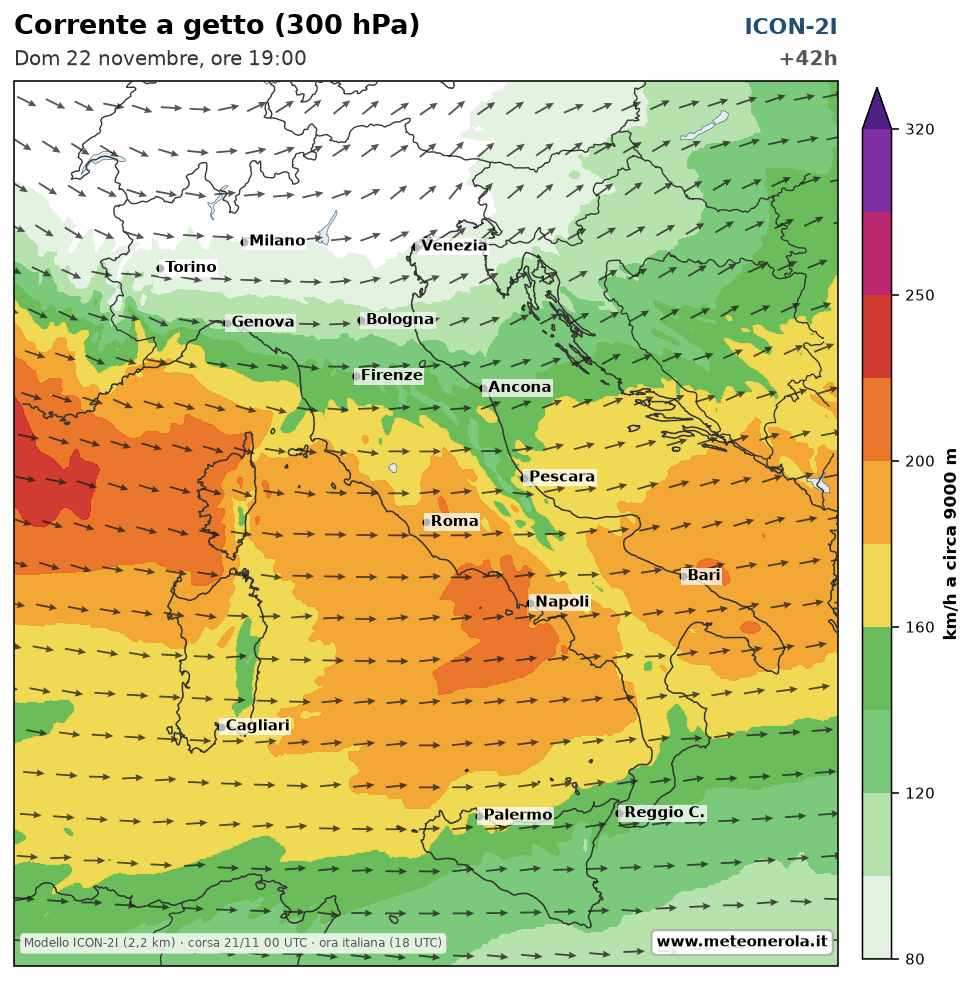 Corrente a getto (300 hPa)
ICON-2I
Dom 22 novembre, ore 19:00
+42h
320
250
200
160
120
80
km/h a circa 9000 m
Milano
Venezia
Torino
Genova
Bologna
Firenze
Ancona
Pescara
Roma
Bari
Napoli
Cagliari
Palermo
Reggio C.
Modello ICON-2I (2,2 km) · corsa 21/11 00 UTC · ora italiana (18 UTC)
www.meteonerola.it